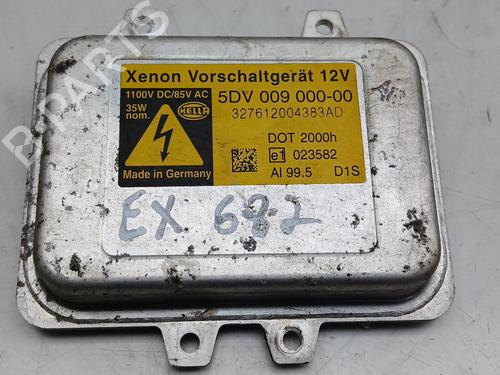 B-PARTS
Xenon Vorschaltgerät 12V
1100V DC/85V AC
35W
nom.
HELLA
5DV 009 000-00
327612004383AD
DOT 2000h
e1 023582
Made in Germany
AI 99.5 D1S
EX 682